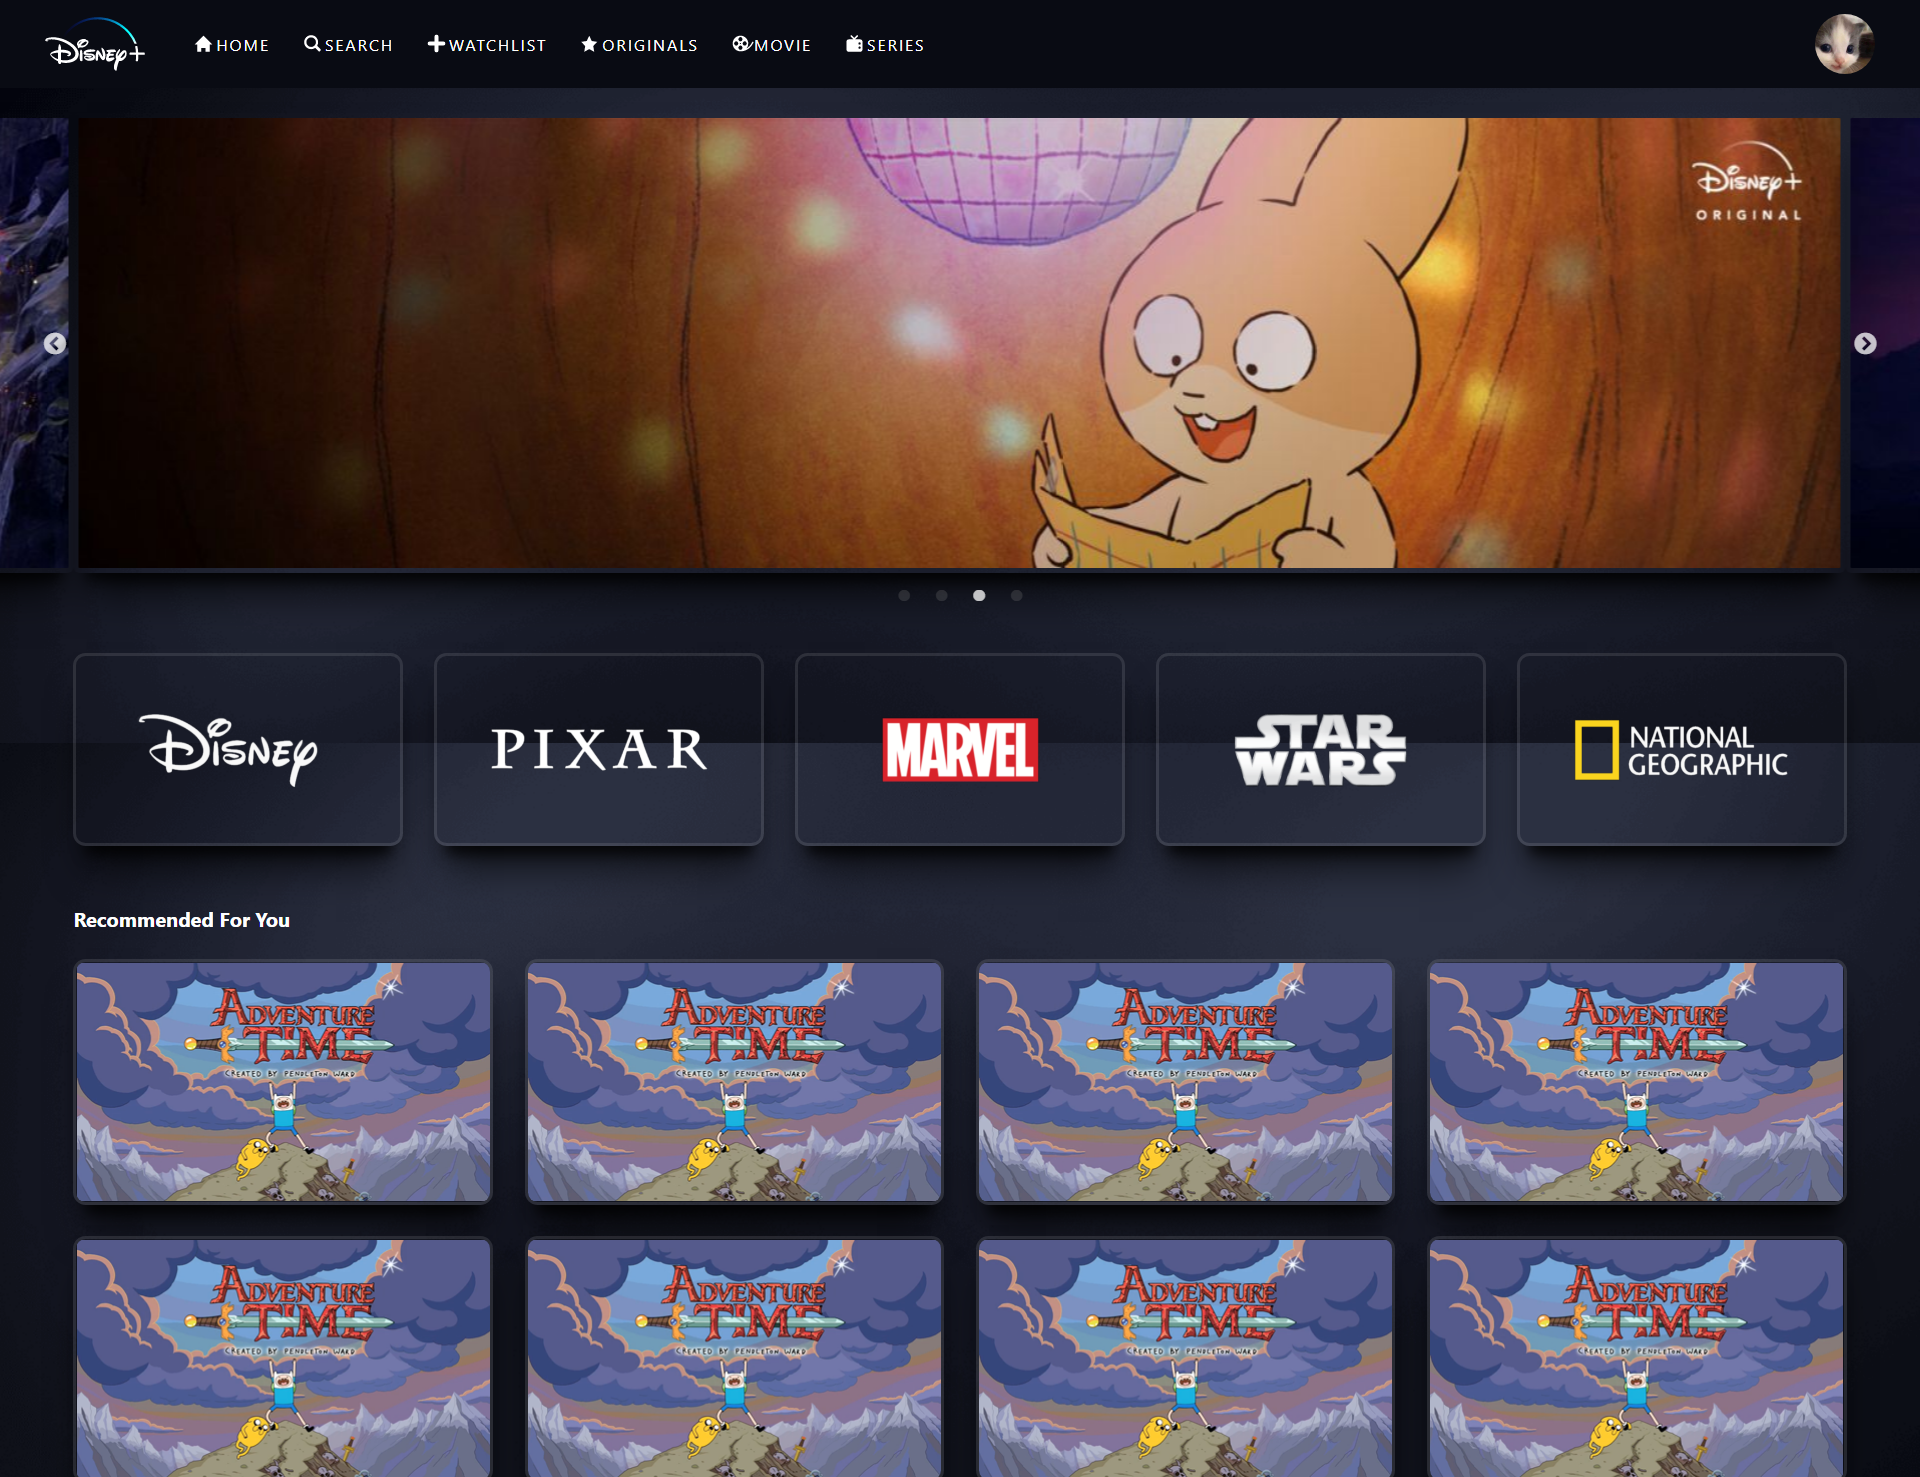 Disney+
HOME
SEARCH
WATCHLIST
ORIGINALS
MOVIE
SERIES
Disney+
ORIGINAL
Disney
PIXAR
MARVEL
STAR
WARS
NATIONAL
GEOGRAPHIC
Recommended For You
ADVENTURE
TIME
CREATED BY PENDLETON WARD
ADVENTURE
TIME
CREATED BY PENDLETON WARD
ADVENTURE
TIME
CREATED BY PENDLETON WARD
ADVENTURE
TIME
CREATED BY PENDLETON WARD
ADVENTURE
TIME
CREATED BY PENDLETON WARD
ADVENTURE
TIME
CREATED BY PENDLETON WARD
ADVENTURE
TIME
CREATED BY PENDLETON WARD
ADVENTURE
TIME
CREATED BY PENDLETON WARD